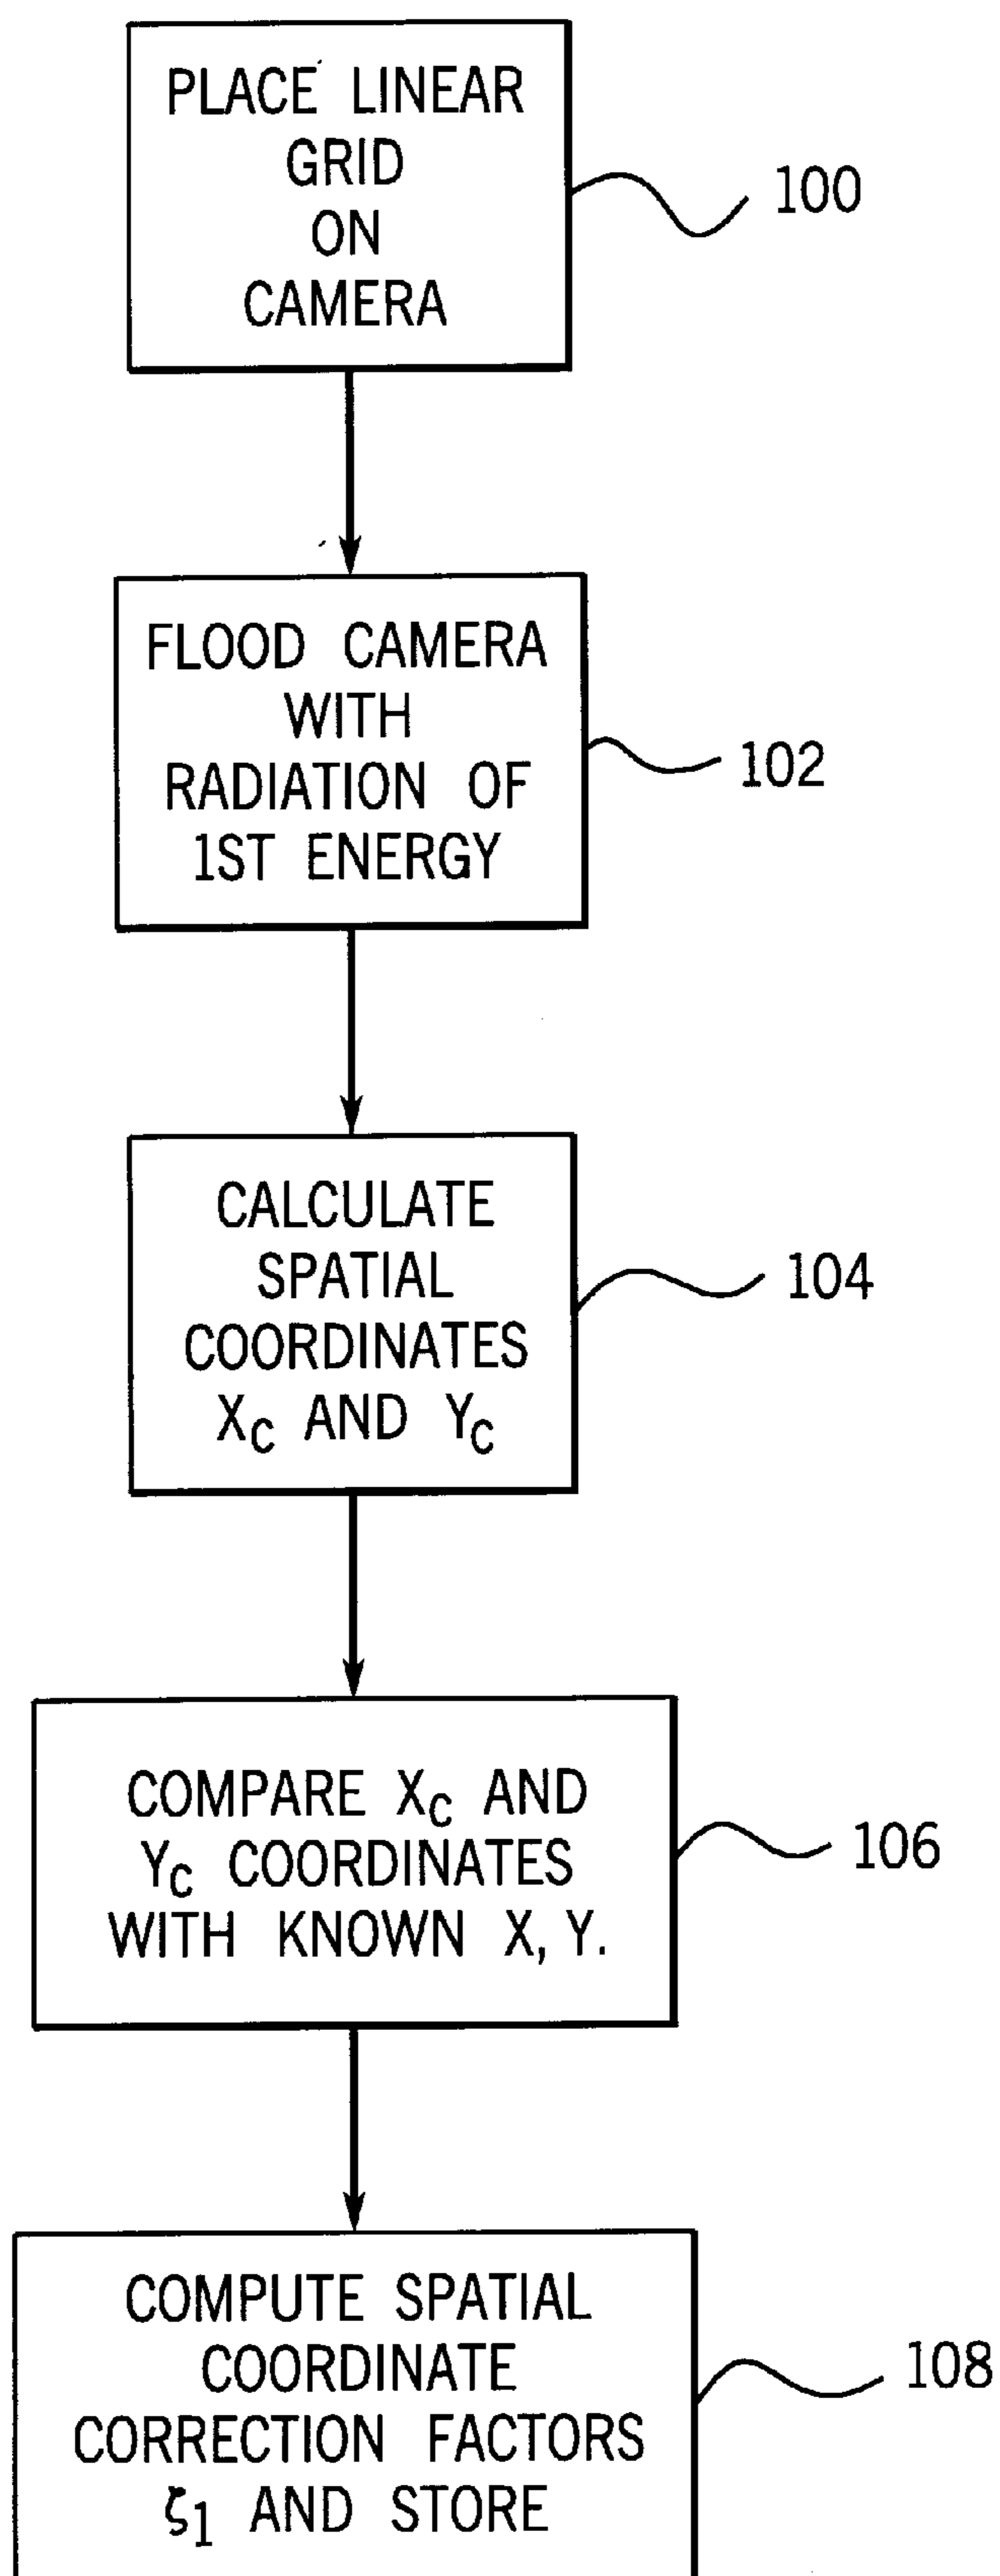 PLACE LINEAR
GRID
ON
CAMERA
100
FLOOD CAMERA
WITH
RADIATION OF
1ST ENERGY
102
CALCULATE
SPATIAL
COORDINATES
XC AND YC
104
COMPARE XC AND
YC COORDINATES
WITH KNOWN X, Y.
106
COMPUTE SPATIAL
COORDINATE
CORRECTION FACTORS
ζ1 AND STORE
108